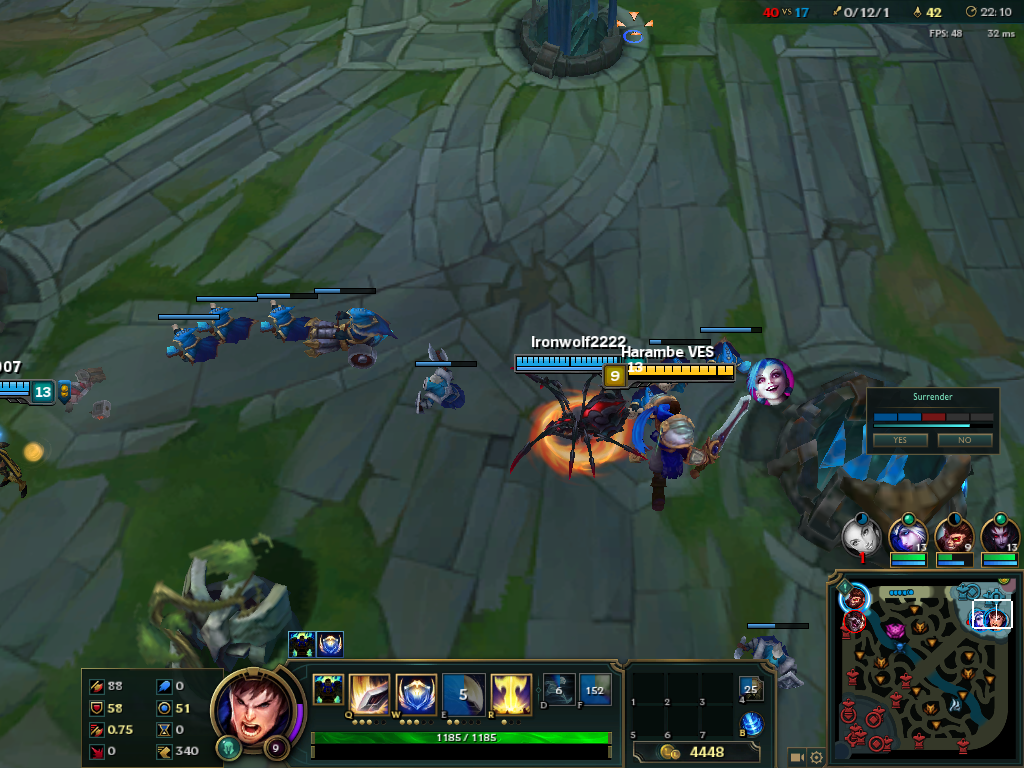 40 vs 17 0/12/1 42 22:10
FPS: 48 32 ms
Ironwolf2222
Harambe VES
007
13
9
13
Surrender
YES NO
13 9 13
88 0
58 51
0.75 0
0 340
9
Q W E 5 R D 6 F 152
1185 / 1185
1 2 3 25
4
5 6 7 B
4448